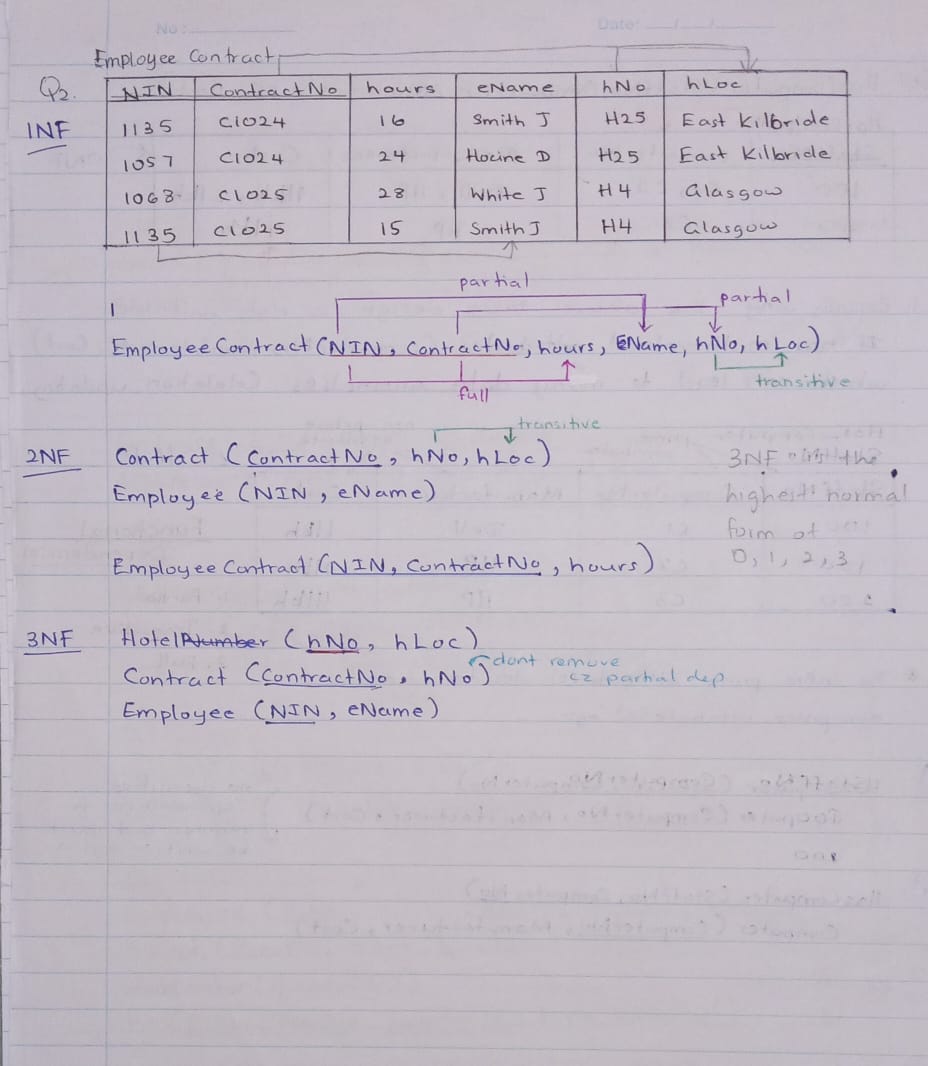 No: Date: / /
Employee Contract
Q2.
NIN ContractNo hours eName hNo hLoc
1NF
1135 C1024 16 Smith J H25 East Kilbride
1057 C1024 24 Hocine D H25 East Kilbride
1068 C1025 28 White J H4 Glasgow
1135 C1025 15 Smith J H4 Glasgow
partial
partial
EmployeeContract (NIN, ContractNo, hours, EName, hNo, hLoc)
full
transitive
transitive
2NF Contract (ContractNo, hNo, hLoc) 3NF the
Employee (NIN, eName) highest normal
form of
Employee Contract (NIN, ContractNo, hours) 0, 1, 2, 3
3NF Hotel Number (hNo, hLoc)
dont remove
Contract (ContractNo, hNo) cz partial dep
Employee (NIN, eName)